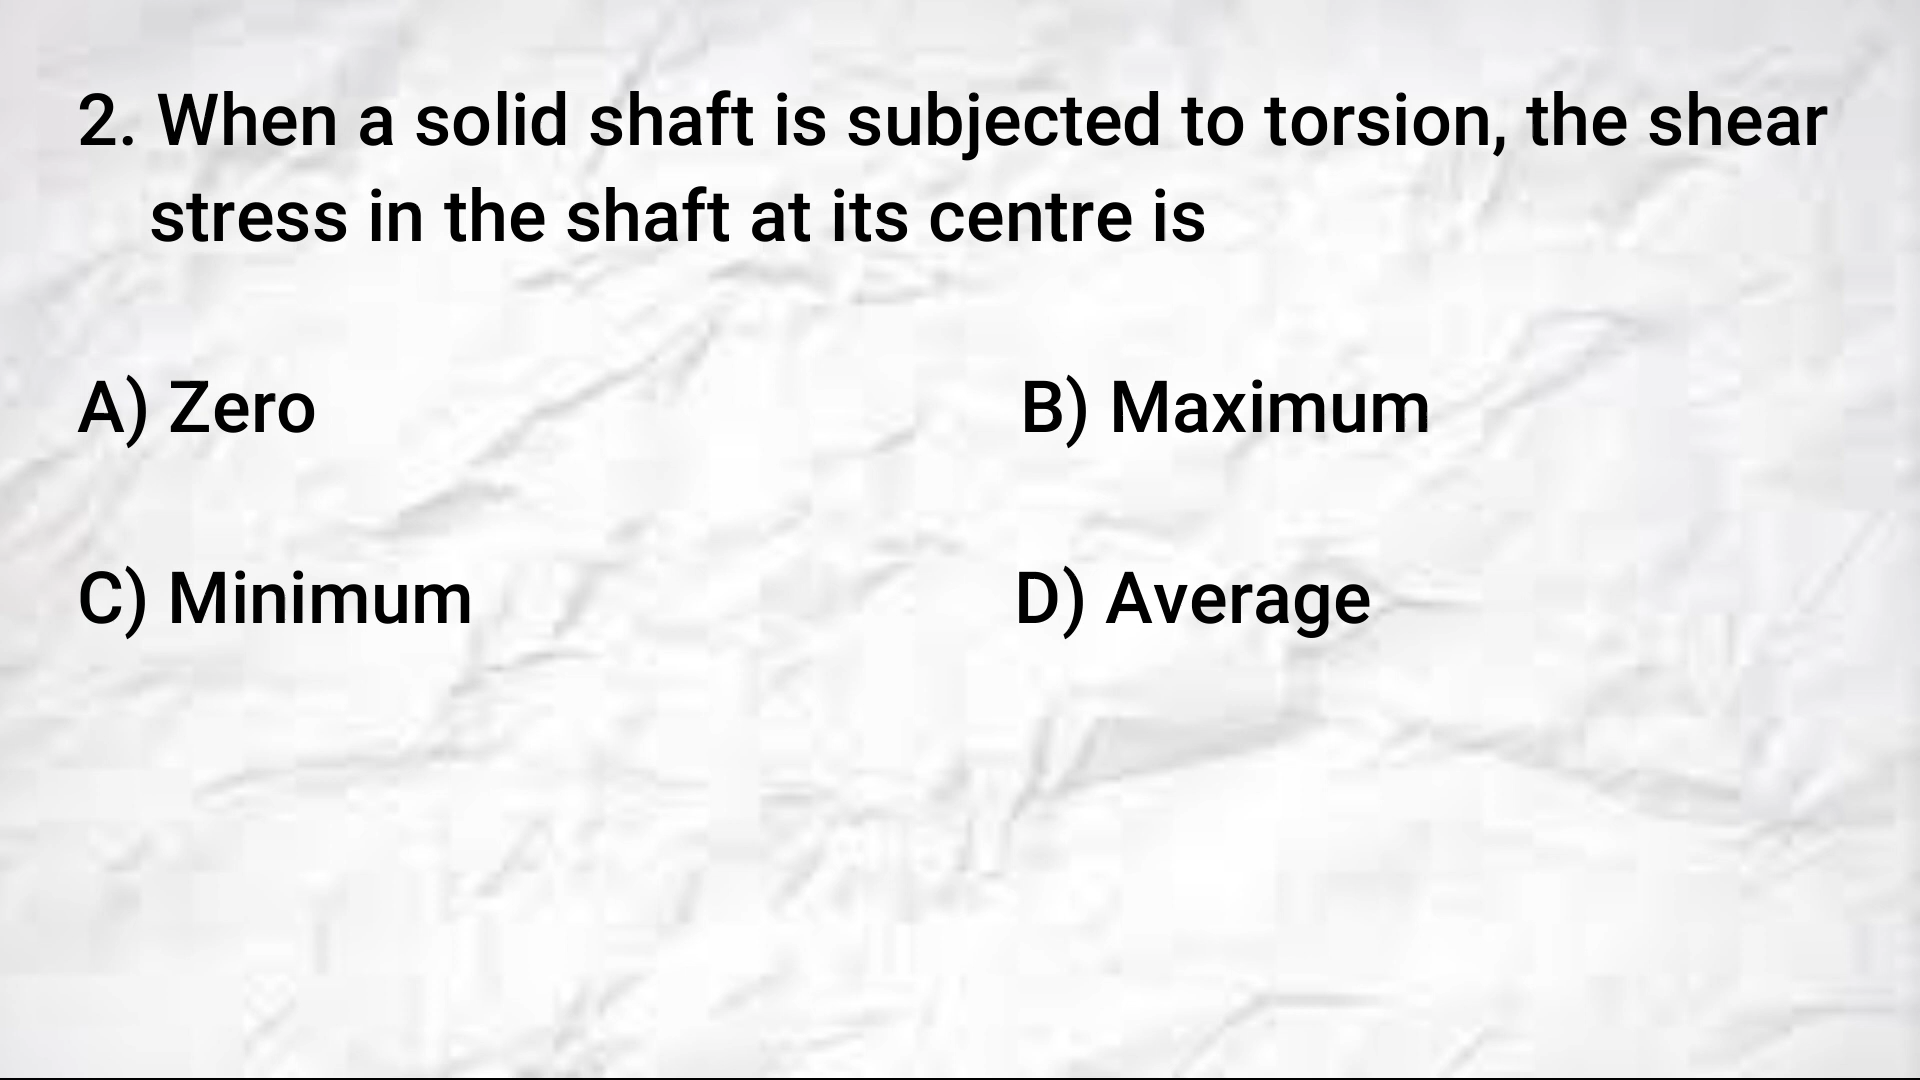 2. When a solid shaft is subjected to torsion, the shear
stress in the shaft at its centre is
A) Zero
B) Maximum
C) Minimum
D) Average